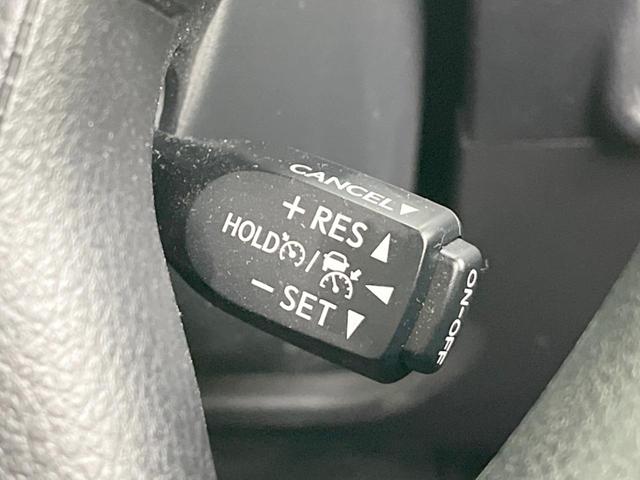 CANCEL▼
+ RES ▲
HOLD / ◀
− SET ▼
ON-OFF